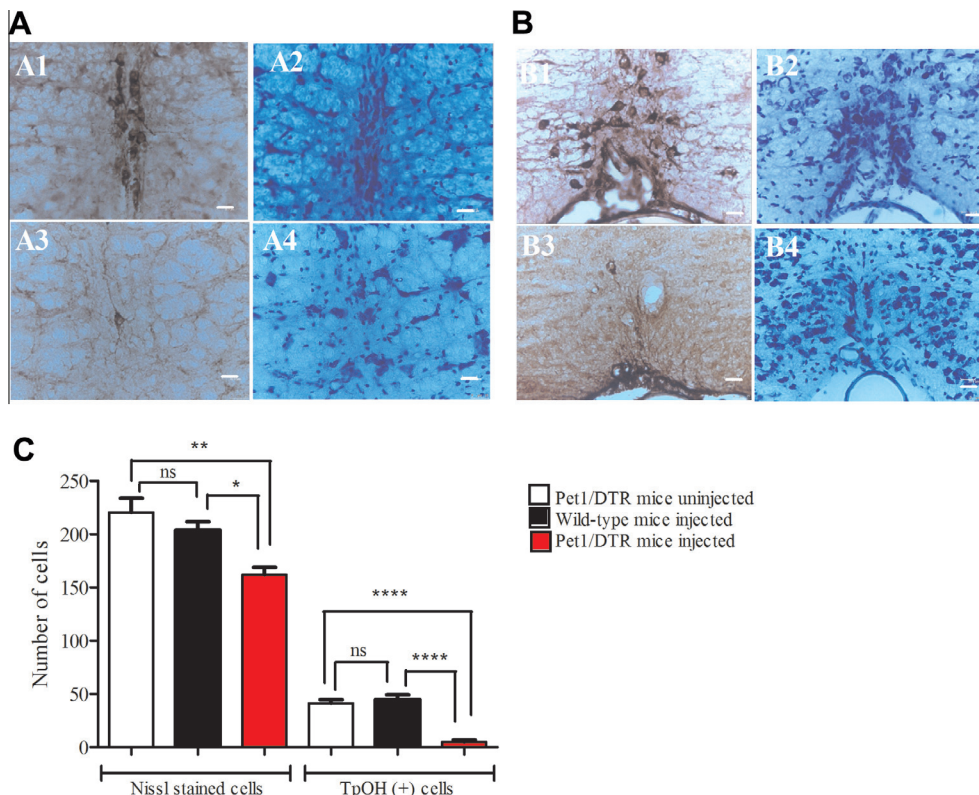 A
B
A1
A2
B1
B2
A3
A4
B3
B4
C
**
ns
*
****
ns
****
250
200
150
100
50
0
Number of cells
Nissl stained cells
TpOH (+) cells
Pet1/DTR mice uninjected
Wild-type mice injected
Pet1/DTR mice injected